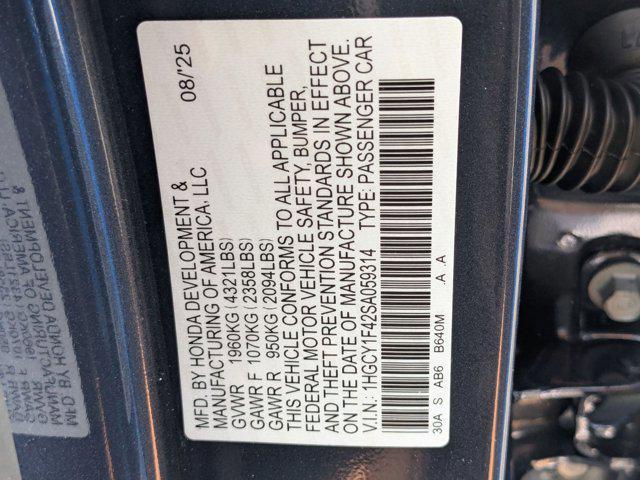 MFD. BY HONDA DEVELOPMENT & 08/'25
MANUFACTURING OF AMERICA, LLC
GVWR 1960KG (4321LBS)
GAWR F 1070KG (2358LBS)
GAWR R 950KG (2094LBS)
THIS VEHICLE CONFORMS TO ALL APPLICABLE
FEDERAL MOTOR VEHICLE SAFETY, BUMPER,
AND THEFT PREVENTION STANDARDS IN EFFECT
ON THE DATE OF MANUFACTURE SHOWN ABOVE.
V.I.N.: 1HGCY1F42SA059314 TYPE: PASSENGER CAR
30A S AB6 B640M .A .A